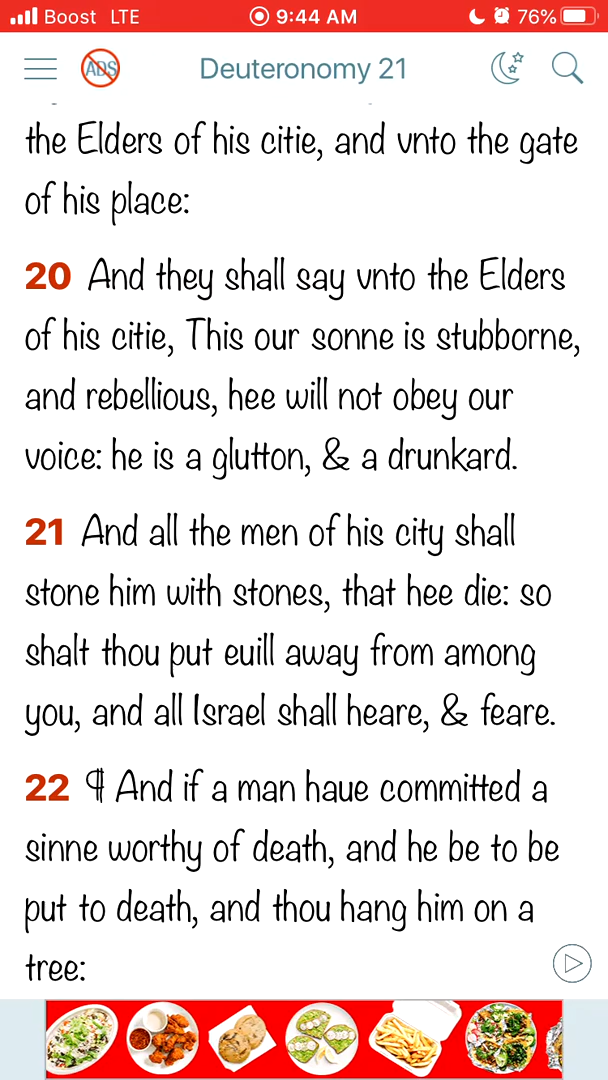 Boost LTE 9:44 AM 76%
ADS Deuteronomy 21
the Elders of his citie, and vnto the gate
of his place:
20 And they shall say vnto the Elders
of his citie, This our sonne is stubborne,
and rebellious, hee will not obey our
voice: he is a glutton, & a drunkard.
21 And all the men of his city shall
stone him with stones, that hee die: so
shalt thou put euill away from among
you, and all Israel shall heare, & feare.
22 ¶ And if a man haue committed a
sinne worthy of death, and he be to be
put to death, and thou hang him on a
tree: